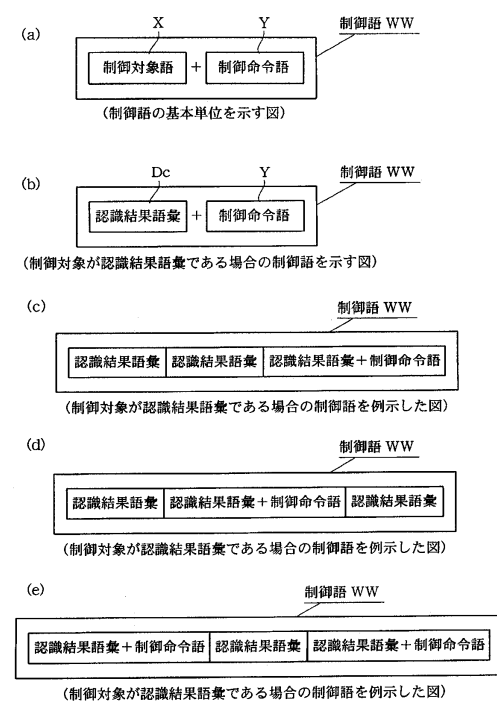 (a)
X Y 制御語 WW
制御対象語 + 制御命令語
(制御語の基本単位を示す図)
(b)
Dc Y 制御語 WW
認識結果語彙 + 制御命令語
(制御対象が認識結果語彙である場合の制御語を示す図)
(c)
制御語 WW
認識結果語彙 認識結果語彙 認識結果語彙+制御命令語
(制御対象が認識結果語彙である場合の制御語を例示した図)
(d)
制御語 WW
認識結果語彙 認識結果語彙+制御命令語 認識結果語彙
(制御対象が認識結果語彙である場合の制御語を例示した図)
(e)
制御語 WW
認識結果語彙+制御命令語 認識結果語彙 認識結果語彙+制御命令語
(制御対象が認識結果語彙である場合の制御語を例示した図)